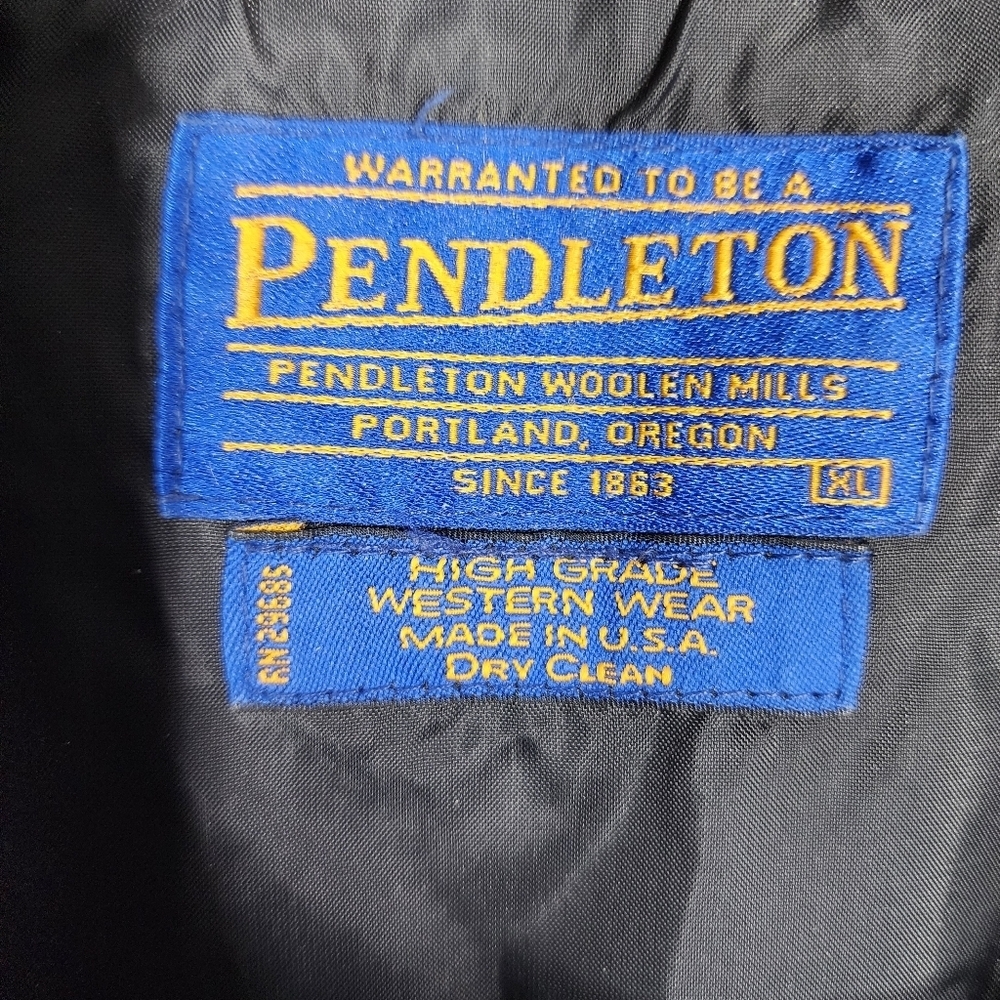 WARRANTED TO BE A
PENDLETON
PENDLETON WOOLEN MILLS
PORTLAND, OREGON
SINCE 1863
XL
HIGH GRADE
WESTERN WEAR
MADE IN U.S.A.
DRY CLEAN
RN 29685